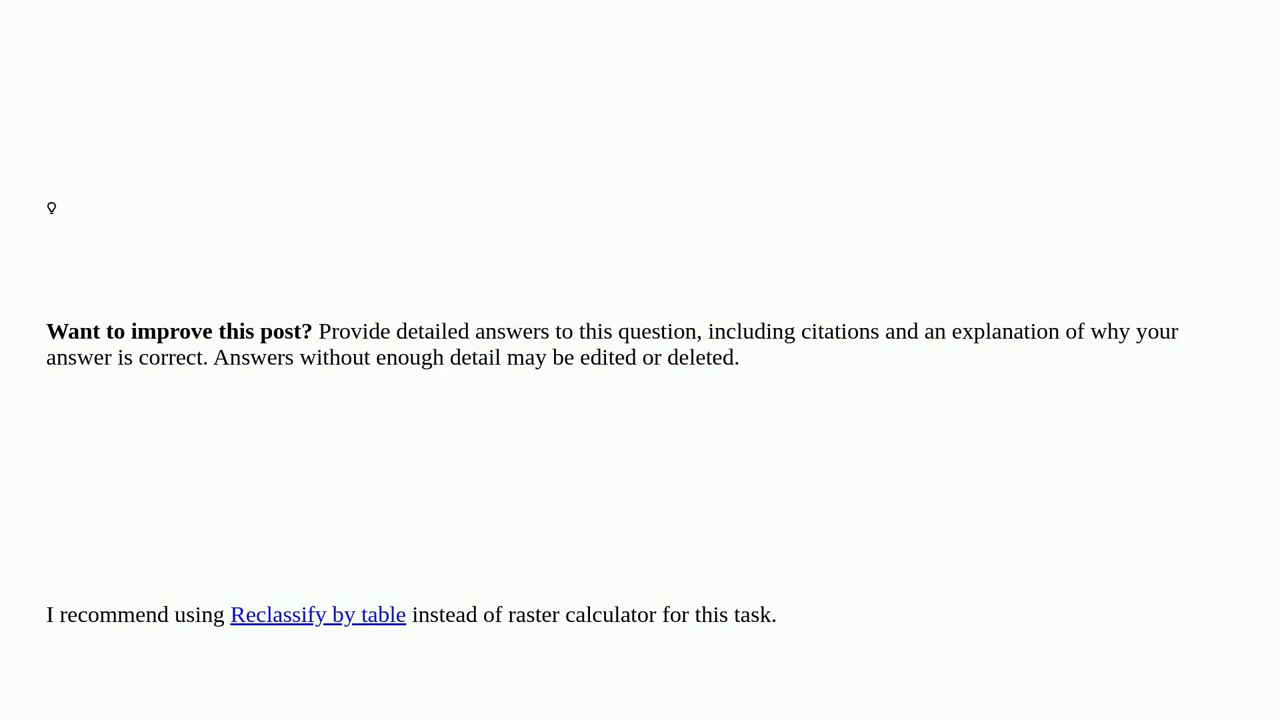 Want to improve this post? Provide detailed answers to this question, including citations and an explanation of why your
answer is correct. Answers without enough detail may be edited or deleted.
I recommend using Reclassify by table instead of raster calculator for this task.